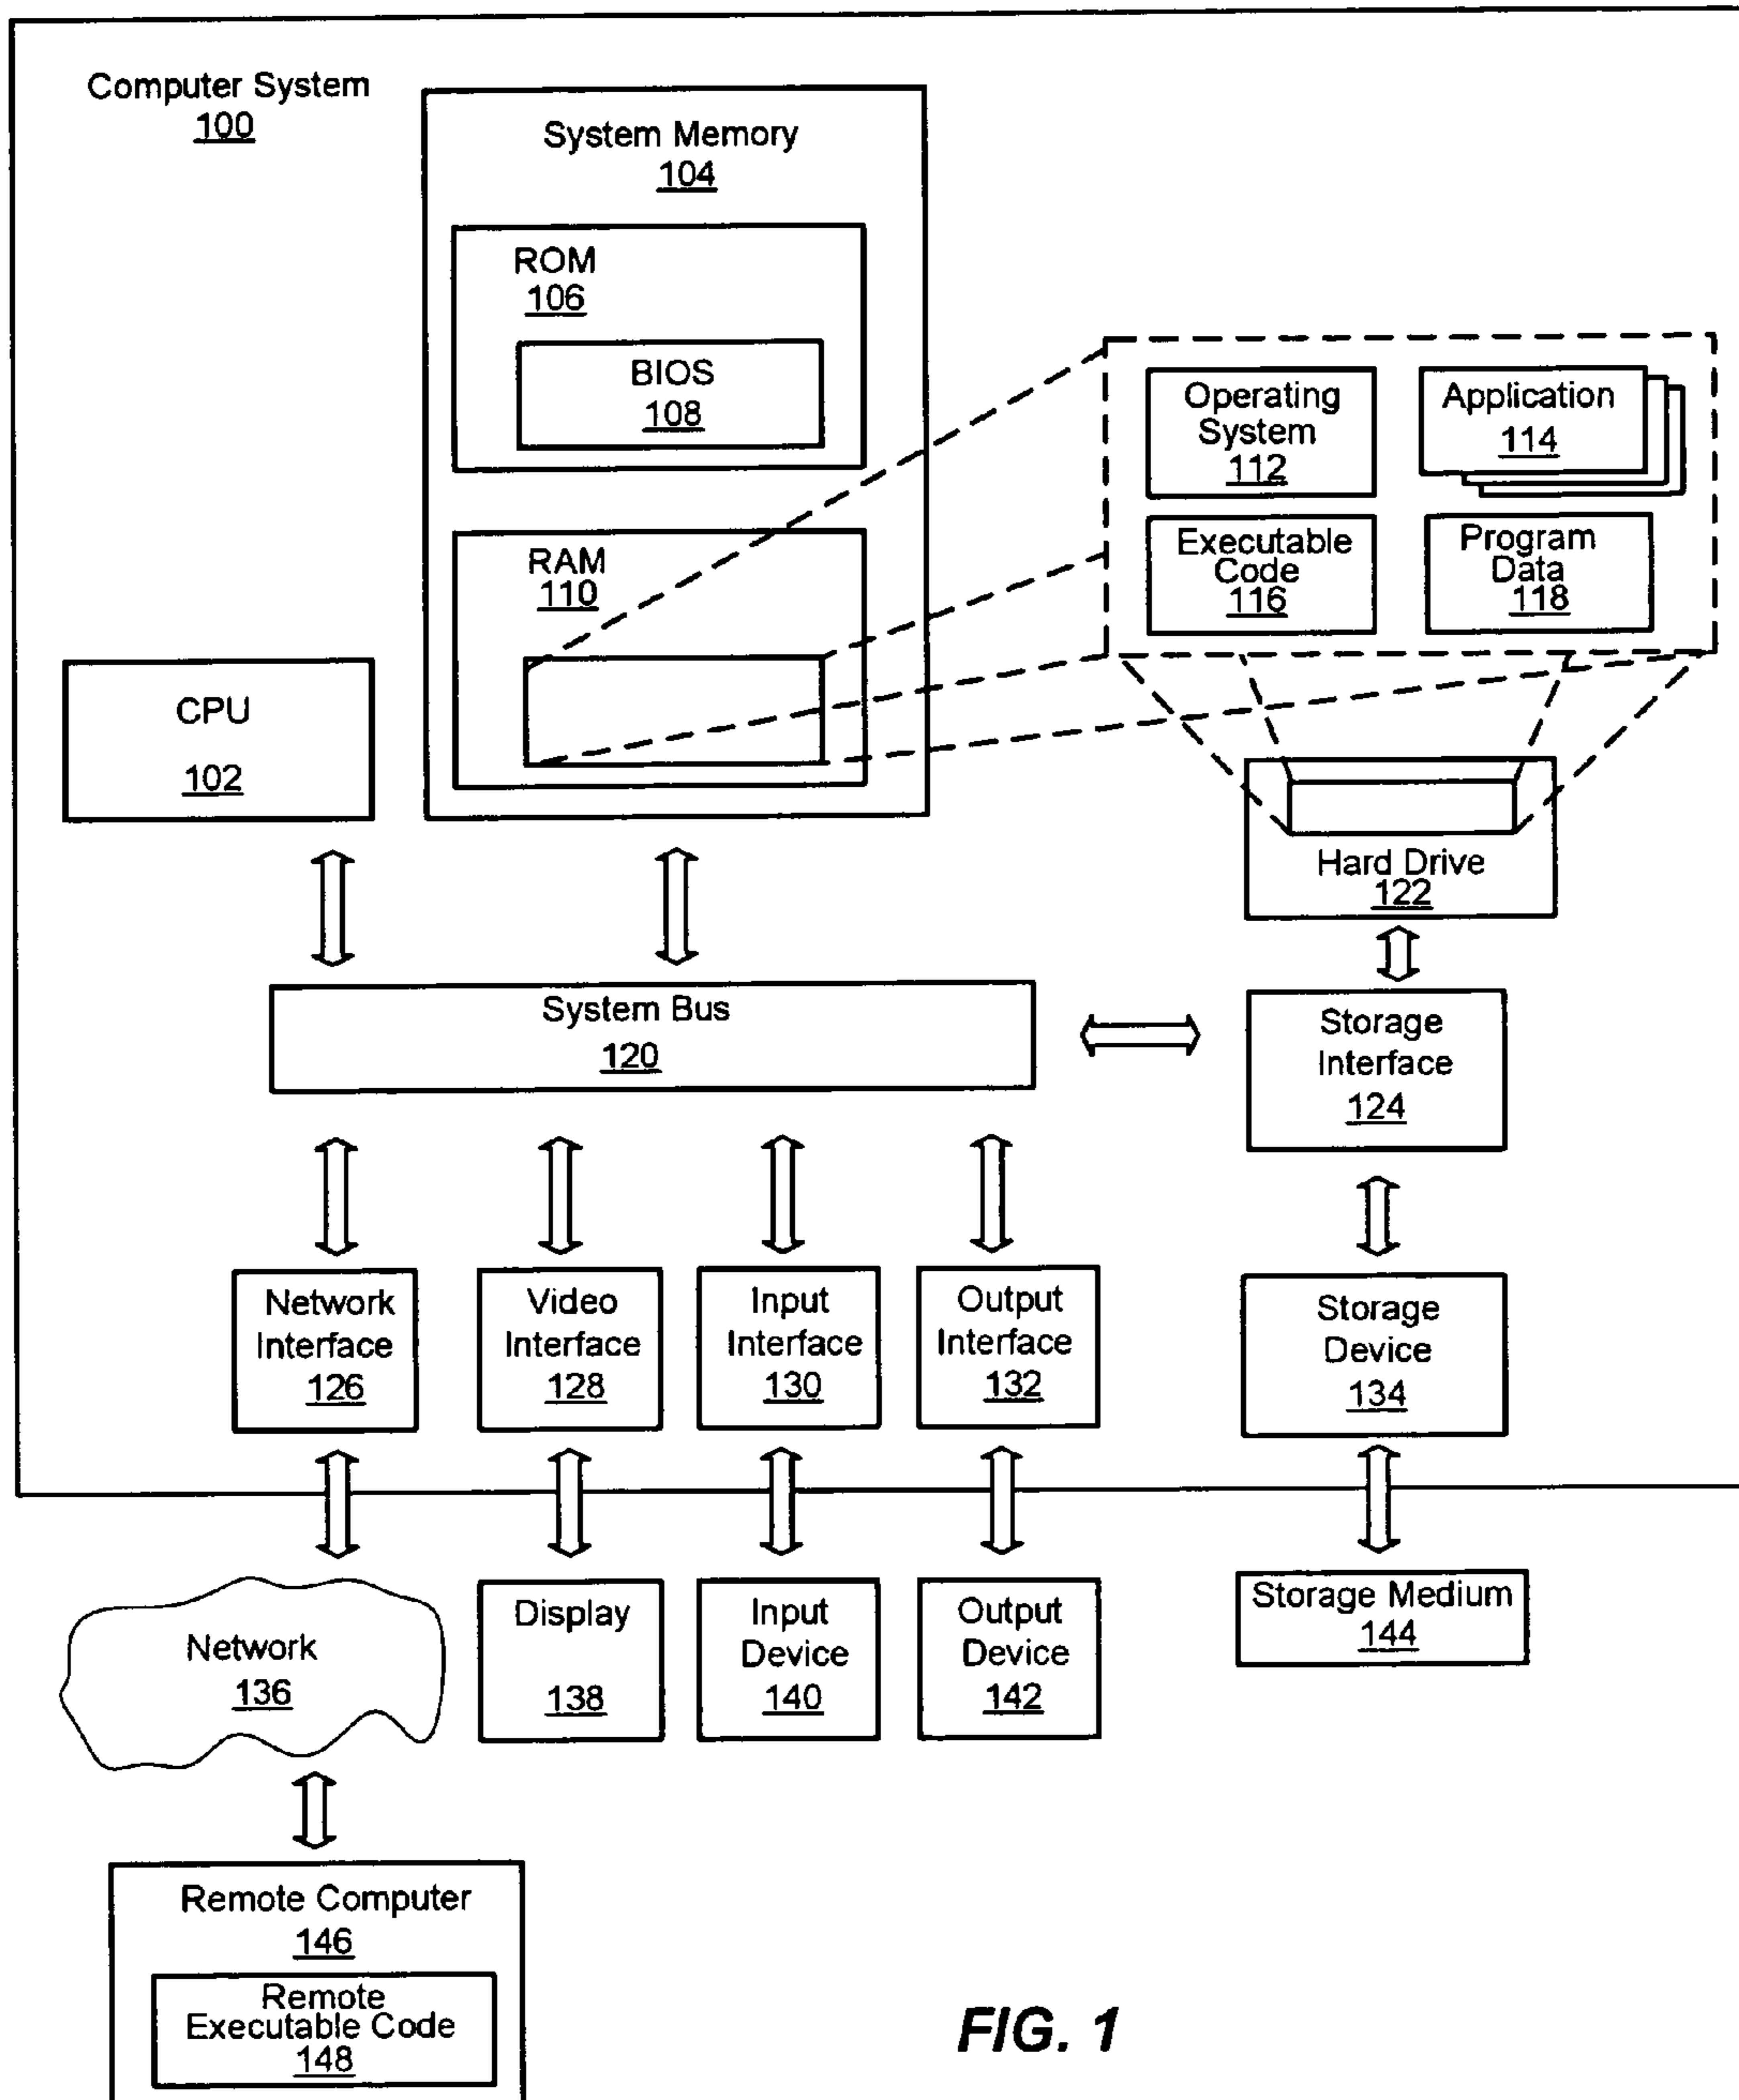 Computer System
100
System Memory
104
ROM
106
BIOS
108
RAM
110
Operating
System
112
Application
114
Executable
Code
116
Program
Data
118
CPU
102
Hard Drive
122
System Bus
120
Storage
Interface
124
Network
Interface
126
Video
Interface
128
Input
Interface
130
Output
Interface
132
Storage
Device
134
Network
136
Display
138
Input
Device
140
Output
Device
142
Storage Medium
144
Remote Computer
146
Remote
Executable Code
148
FIG. 1